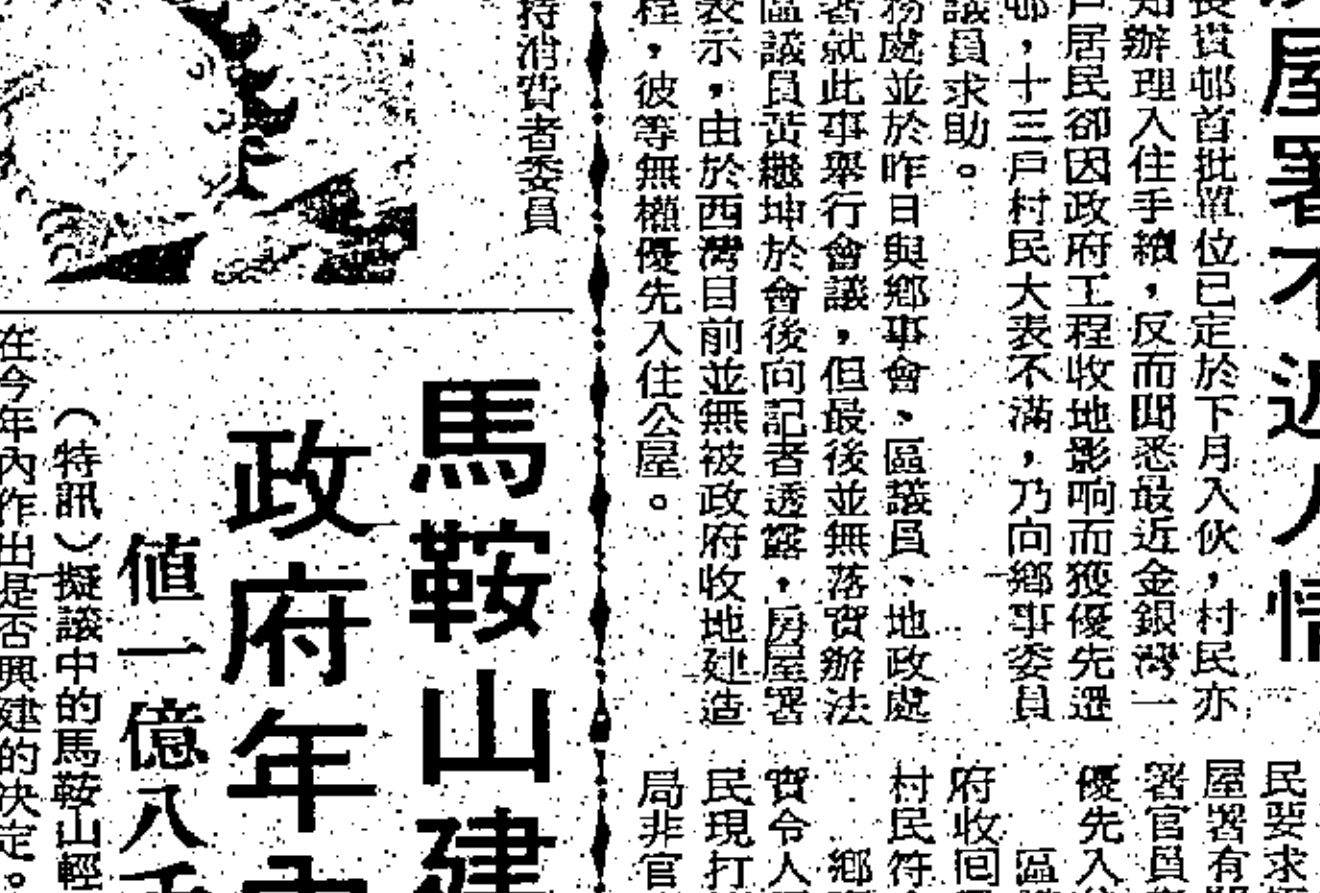 屋署不近人情
長貫邨首批單位已定於下月入伙，村民亦
知辦理入住手續，反而聞悉最近金銀灣一
戶居民卻因政府工程收地影响而獲優先遷
邨，十三戶村民大表不滿，乃向鄉事委員
議員求助。
務處並於昨日與鄉事會、區議員、地政處
者就此事舉行會議，但最後並無落實辦法
區議員黃繼坤於會後向記者透露，房屋署
表示，由於西灣目前並無被政府收地建造
程，彼等無權優先入住公屋。
民要求
屋署有
署官員
優先入
區
府收回
村民符
鄉
實令人
民現打
局非官
持消費者委員
馬鞍山建
政府年
值一億八千
（特訊）擬議中的馬鞍山輕
在今年內作出是否興建的決定。